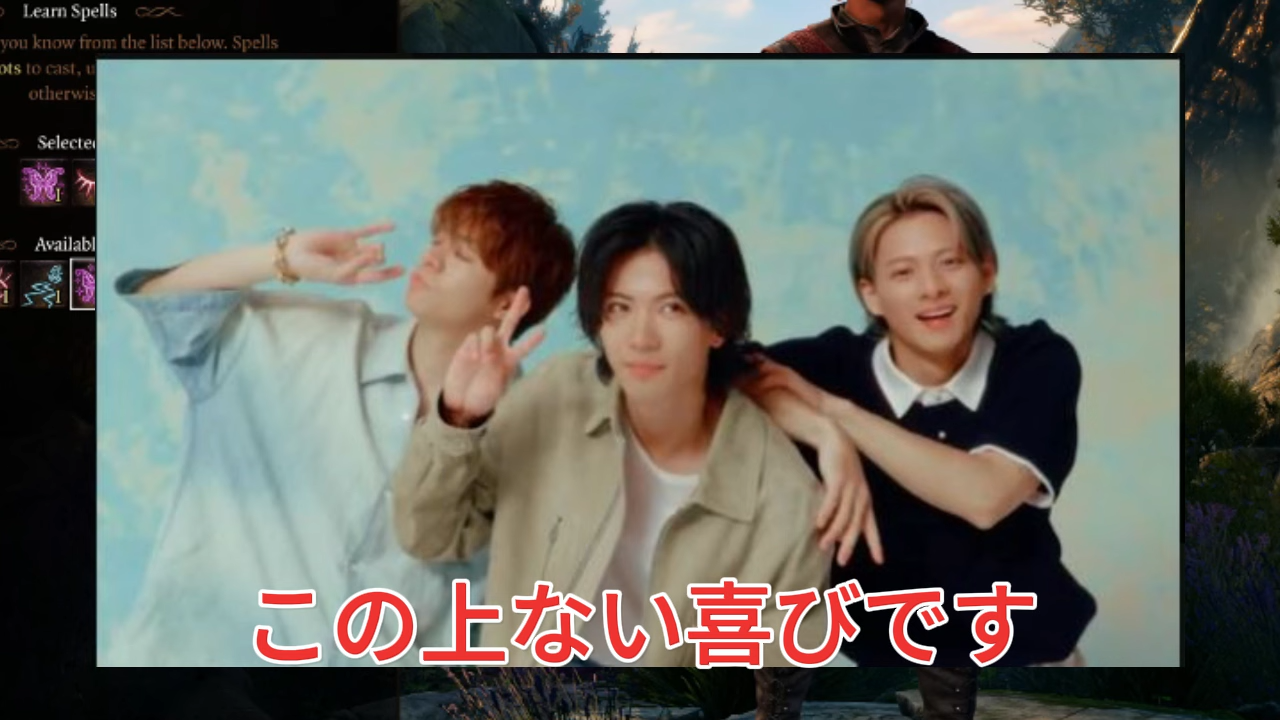 Learn Spells
you know from the list below. Spells
ots to cast, u
otherwis
Selected
I
Availabl
I
I
この上ない喜びです